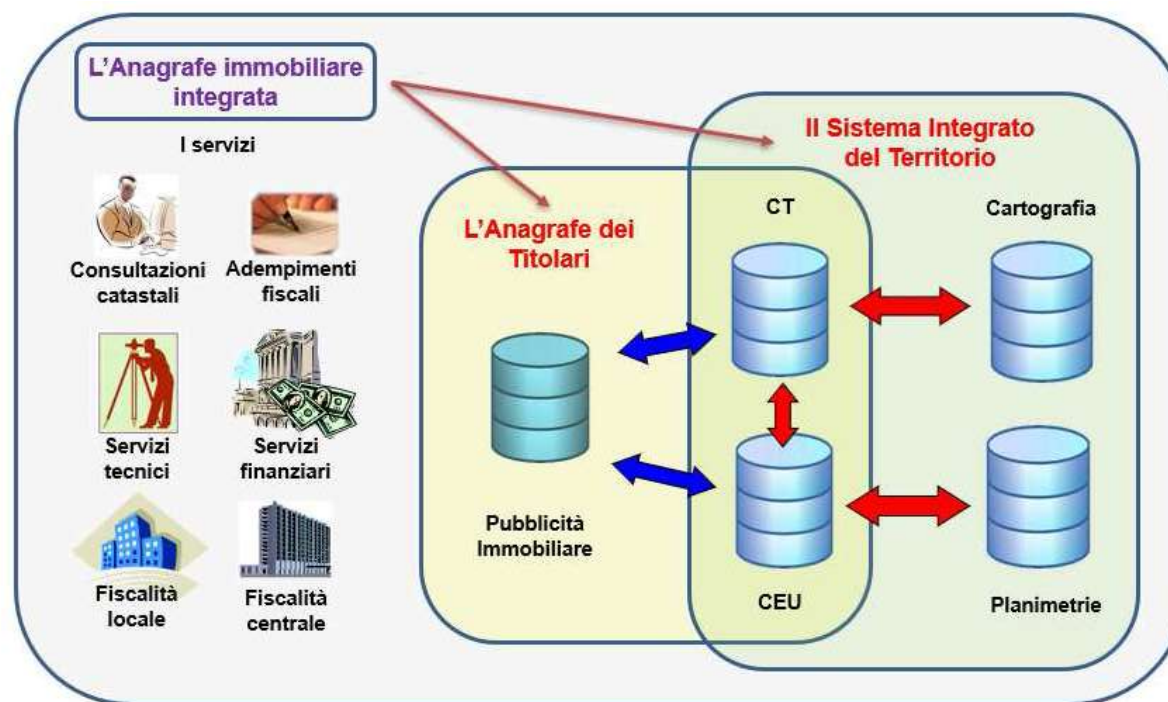 L'Anagrafe immobiliare
integrata
I servizi
Consultazioni
catastali
Adempimenti
fiscali
Servizi
tecnici
Servizi
finanziari
Fiscalità
locale
Fiscalità
centrale
L'Anagrafe dei
Titolari
Pubblicità
Immobiliare
Il Sistema Integrato
del Territorio
CT
Cartografia
CEU
Planimetrie